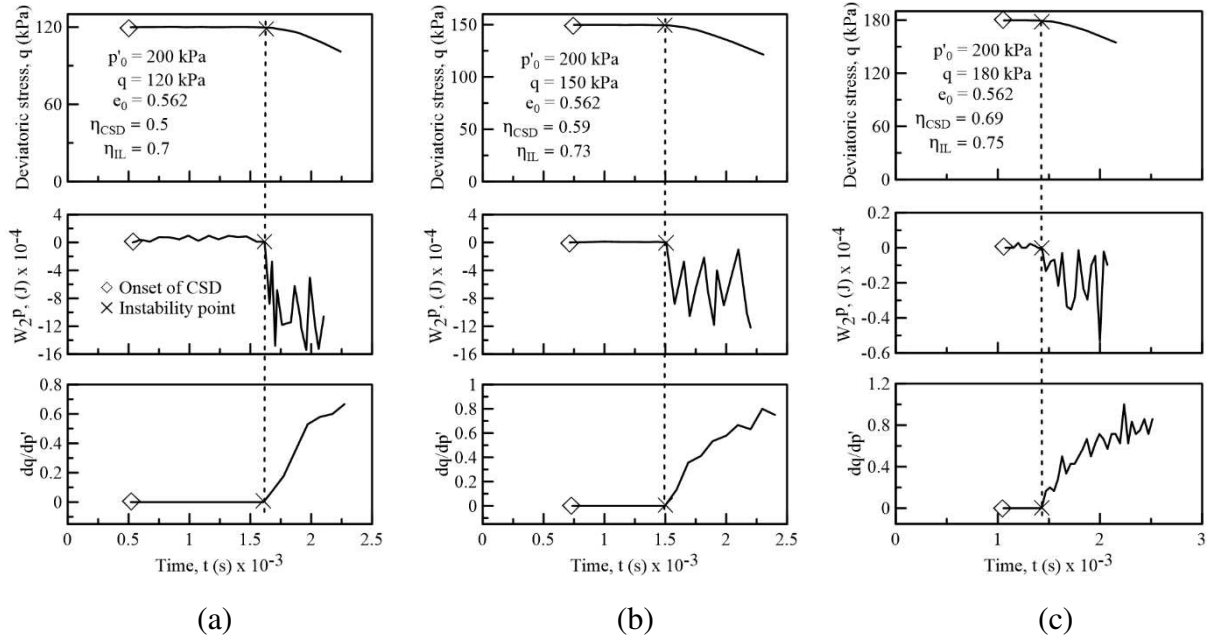 Deviatoric stress, q (kPa)
120
60
0
p'0 = 200 kPa
q = 120 kPa
e0 = 0.562
ηCSD = 0.5
ηIL = 0.7
W2p, (J) x 10-4
4
0
-4
-8
-12
-16
◇ Onset of CSD
× Instability point
dq/dp'
0.8
0.6
0.4
0.2
0
0 0.5 1 1.5 2 2.5
Time, t (s) x 10-3
(a)
Deviatoric stress, q (kPa)
150
100
50
0
p'0 = 200 kPa
q = 150 kPa
e0 = 0.562
ηCSD = 0.59
ηIL = 0.73
W2p, (J) x 10-4
4
0
-4
-8
-12
-16
dq/dp'
1
0.8
0.6
0.4
0.2
0
0 0.5 1 1.5 2 2.5
Time, t (s) x 10-3
(b)
Deviatoric stress, q (kPa)
180
120
60
0
p'0 = 200 kPa
q = 180 kPa
e0 = 0.562
ηCSD = 0.69
ηIL = 0.75
W2p, (J) x 10-4
0.2
0
-0.2
-0.4
-0.6
dq/dp'
1.2
0.8
0.4
0
0 1 2 3
Time, t (s) x 10-3
(c)